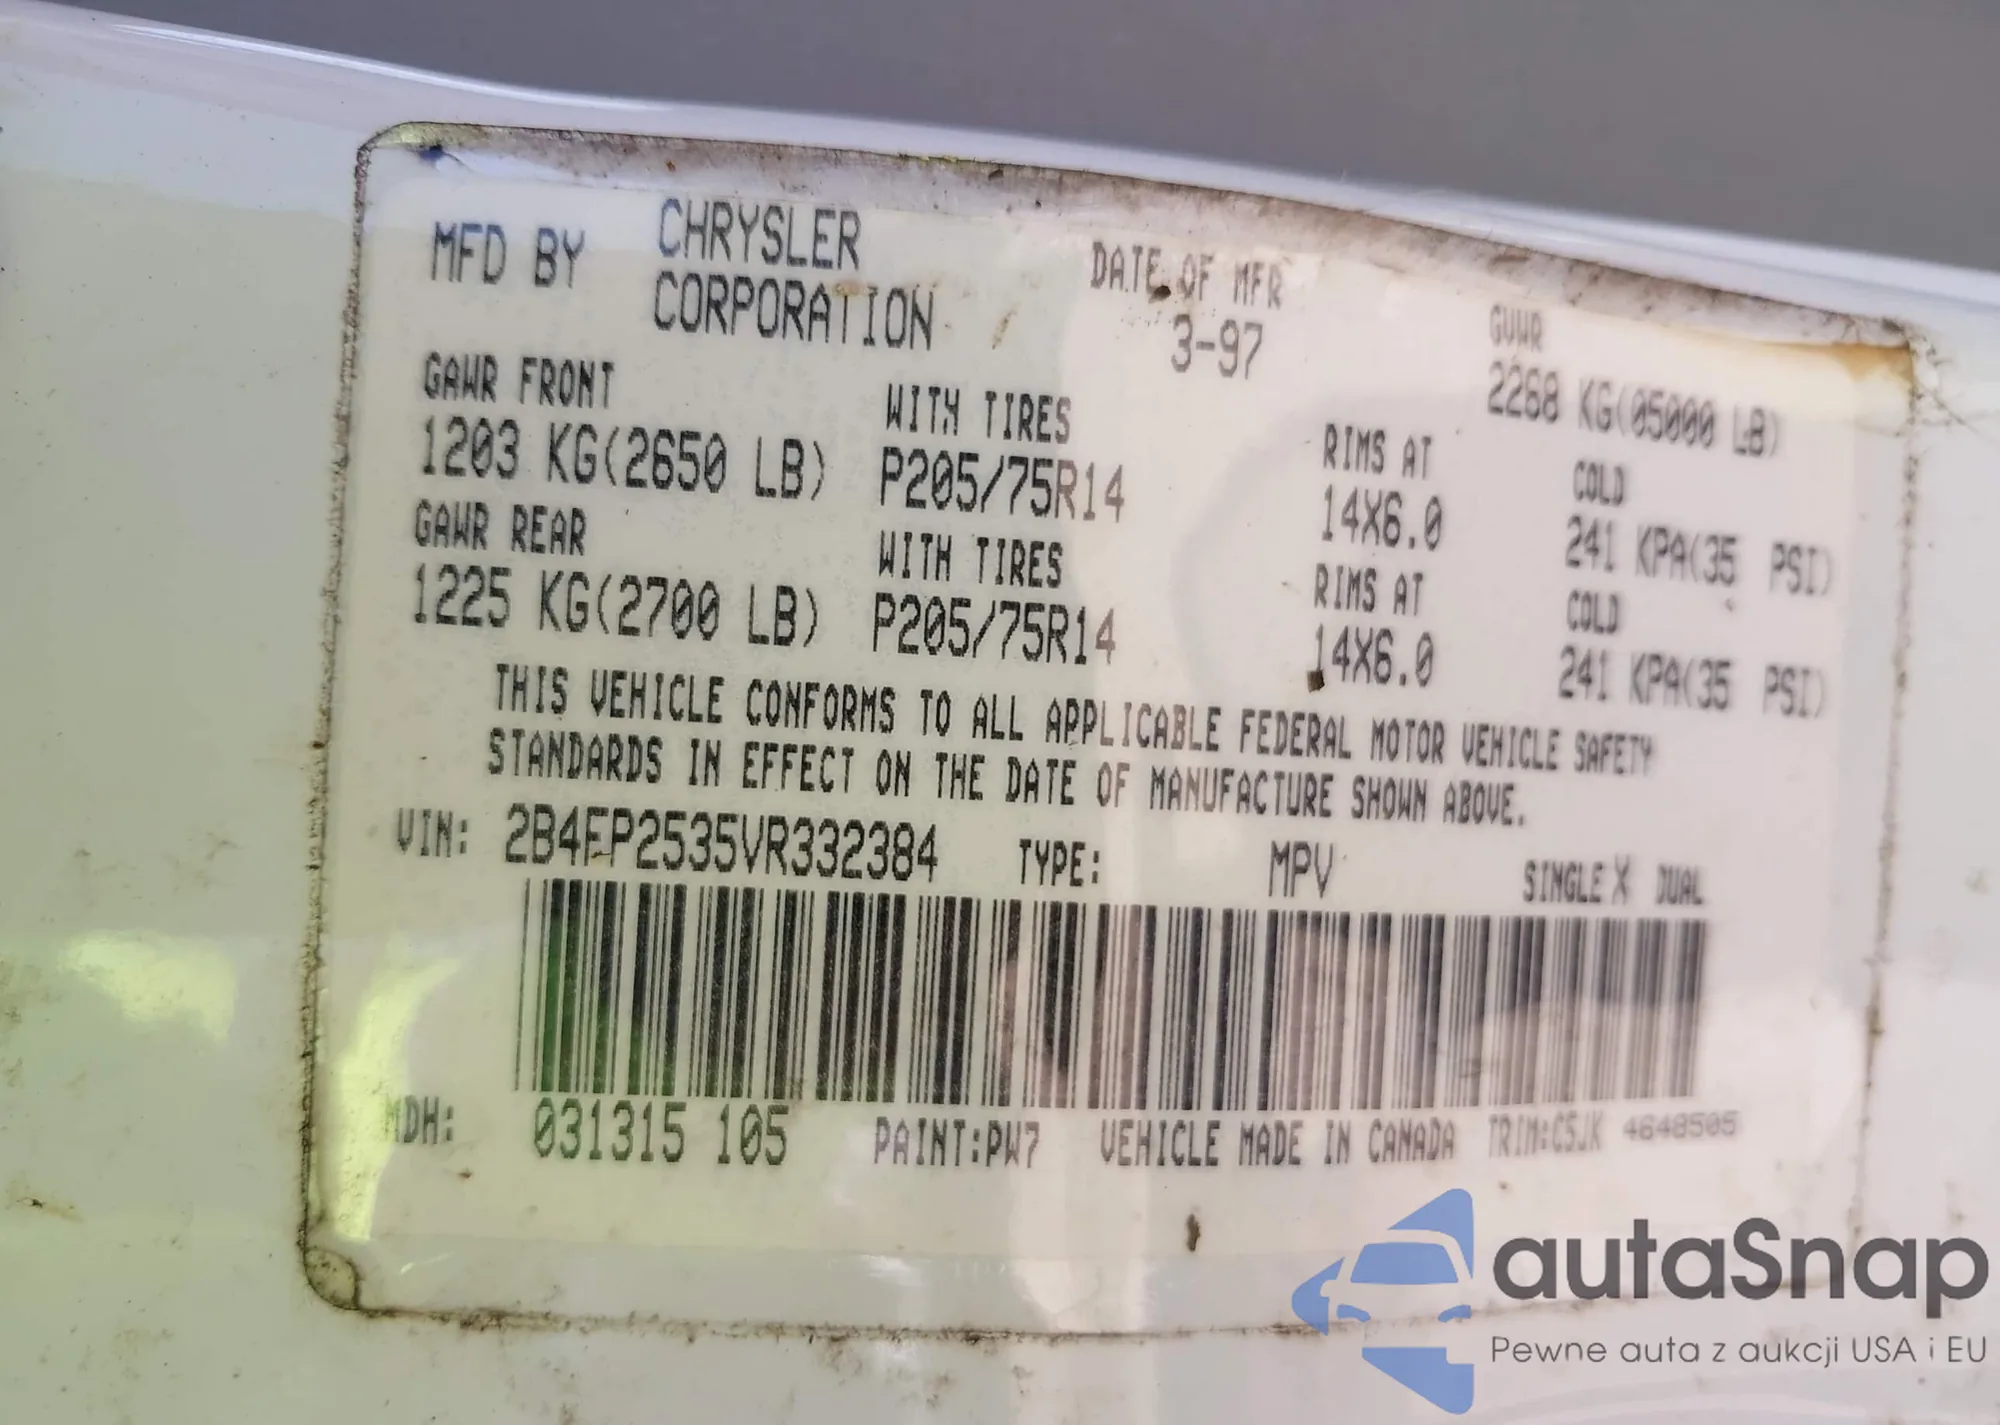 MFD BY CHRYSLER CORPORATION
DATE OF MFR
3-97
GVWR
2268 KG(05000 LB)
GAWR FRONT
1203 KG(2650 LB)
WITH TIRES
P205/75R14
RIMS AT
14X6.0
COLD
241 KPA(35 PSI)
GAWR REAR
1225 KG(2700 LB)
WITH TIRES
P205/75R14
RIMS AT
14X6.0
COLD
241 KPA(35 PSI)
THIS VEHICLE CONFORMS TO ALL APPLICABLE FEDERAL MOTOR VEHICLE SAFETY
STANDARDS IN EFFECT ON THE DATE OF MANUFACTURE SHOWN ABOVE.
VIN: 2B4FP2535VR332384 TYPE: MPV SINGLE X DUAL
MDH: 031315 105 PAINT:PW7 VEHICLE MADE IN CANADA TRIM:C5JK 4648505
autaSnap
Pewne auta z aukcji USA i EU